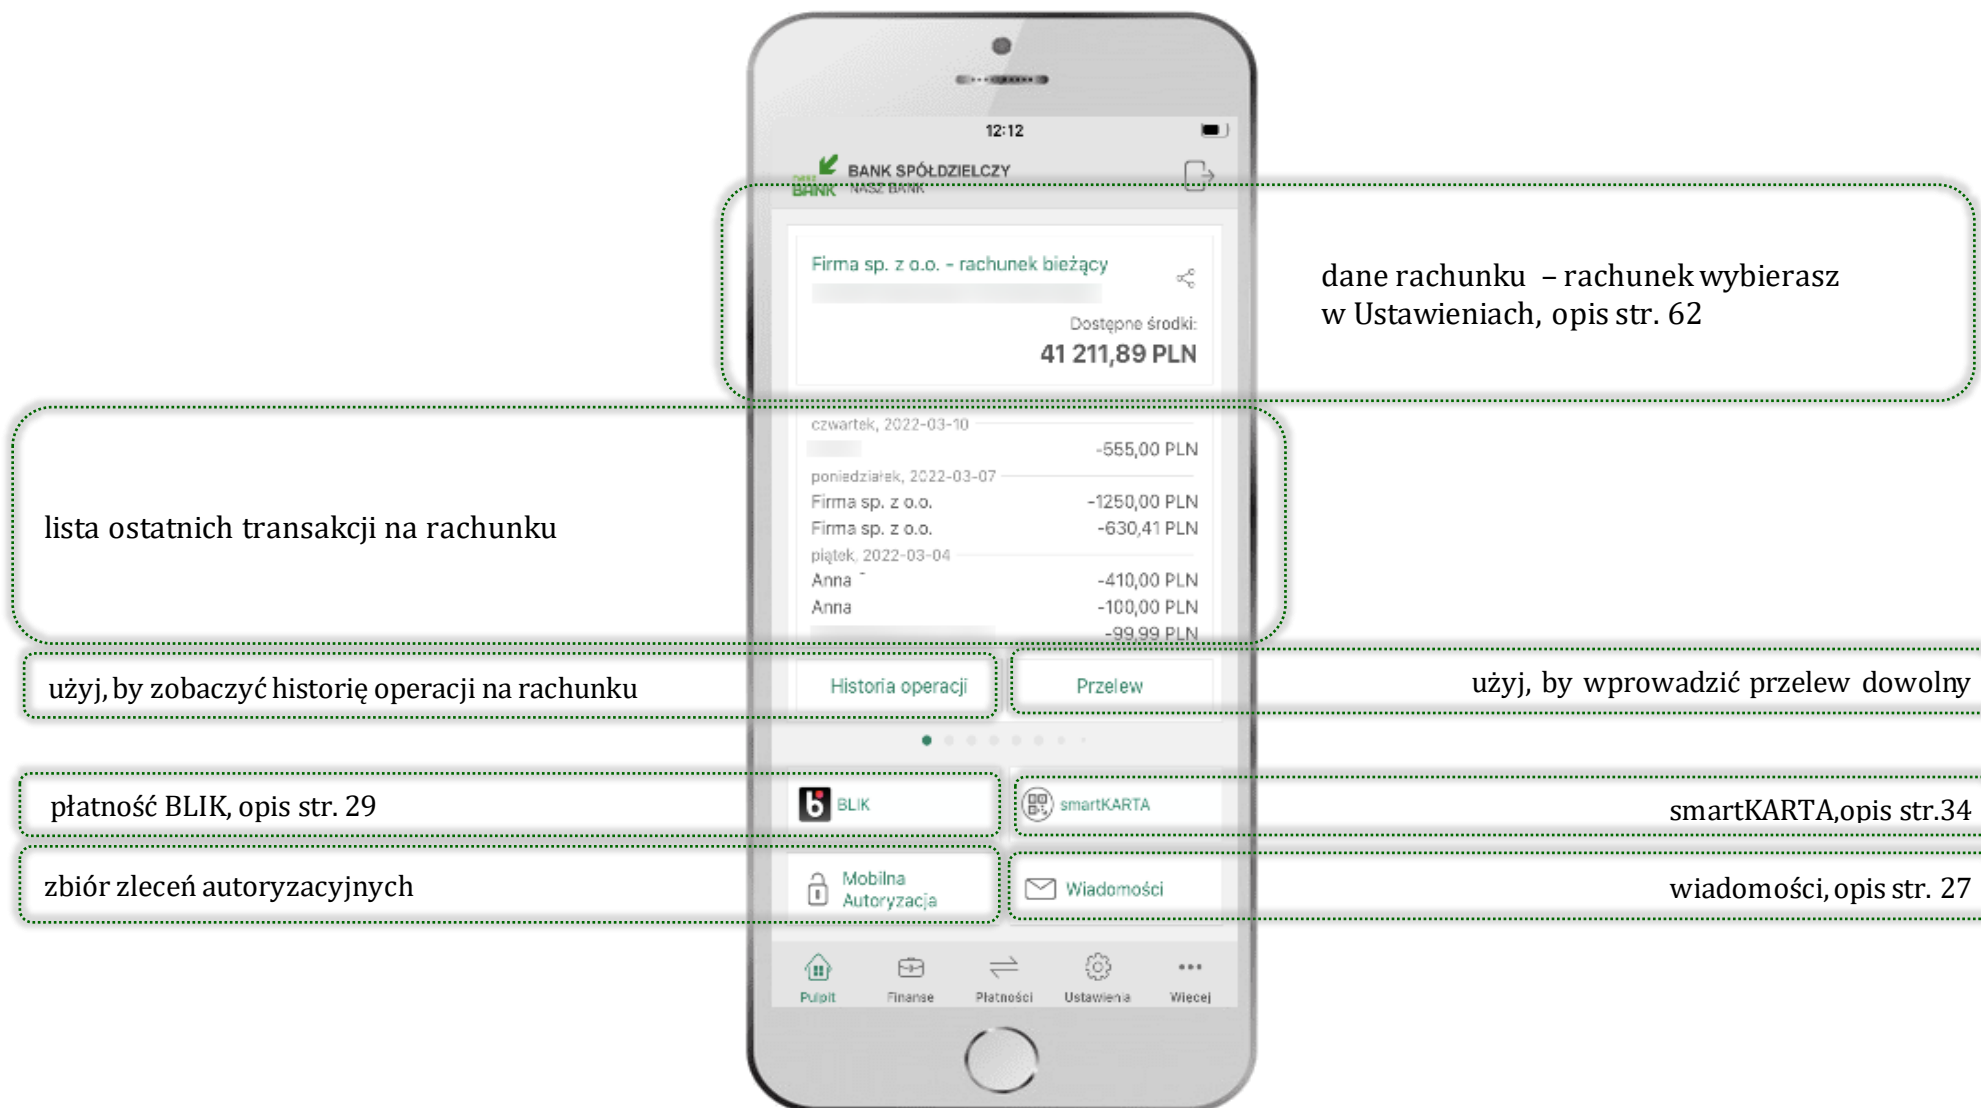 12:12
nasz BANK
BANK SPÓŁDZIELCZY
NASZ BANK
Firma sp. z o.o. – rachunek bieżący
Dostępne środki:
41 211,89 PLN
dane rachunku – rachunek wybierasz
w Ustawieniach, opis str. 62
czwartek, 2022-03-10
-555,00 PLN
poniedziałek, 2022-03-07
Firma sp. z o.o. -1250,00 PLN
Firma sp. z o.o. -630,41 PLN
piątek, 2022-03-04
Anna -410,00 PLN
Anna -100,00 PLN
-99,99 PLN
lista ostatnich transakcji na rachunku
użyj, by zobaczyć historię operacji na rachunku
Historia operacji
Przelew
użyj, by wprowadzić przelew dowolny
płatność BLIK, opis str. 29
BLIK
smartKARTA
smartKARTA,opis str.34
zbiór zleceń autoryzacyjnych
Mobilna
Autoryzacja
Wiadomości
wiadomości, opis str. 27
Pulpit Finanse Płatności Ustawienia Więcej